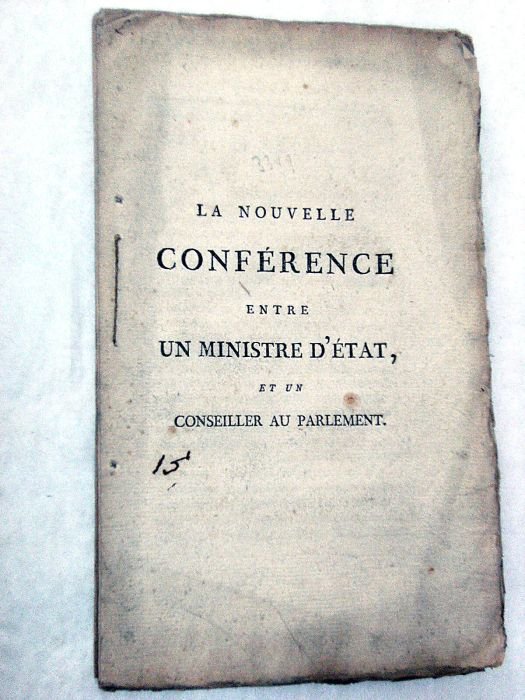 LA NOUVELLE
CONFÉRENCE
ENTRE
UN MINISTRE D'ÉTAT,
ET UN
CONSEILLER AU PARLEMENT.
15